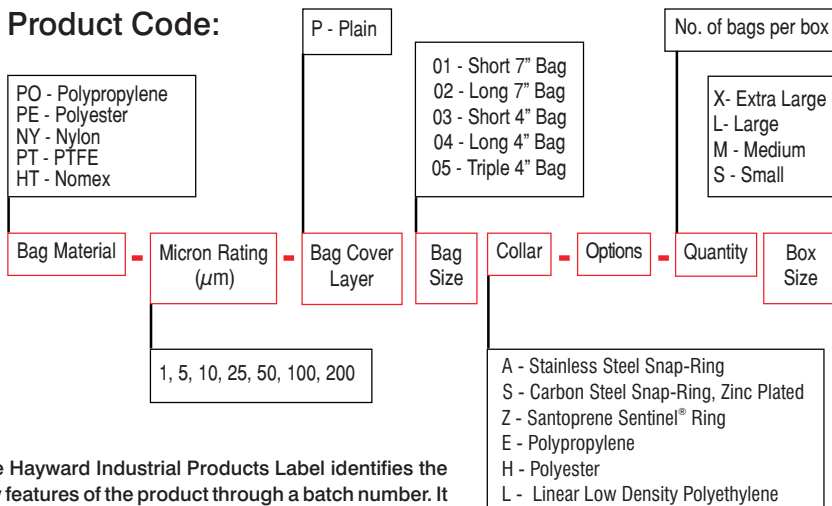 Product Code:
P - Plain
No. of bags per box
PO - Polypropylene
PE - Polyester
NY - Nylon
PT - PTFE
HT - Nomex
01 - Short 7” Bag
02 - Long 7” Bag
03 - Short 4” Bag
04 - Long 4” Bag
05 - Triple 4” Bag
X- Extra Large
L- Large
M - Medium
S - Small
Bag Material - Micron Rating (µm) - Bag Cover Layer Bag Size Collar - Options - Quantity Box Size
1, 5, 10, 25, 50, 100, 200
A - Stainless Steel Snap-Ring
S - Carbon Steel Snap-Ring, Zinc Plated
Z - Santoprene Sentinel® Ring
E - Polypropylene
H - Polyester
L - Linear Low Density Polyethylene
Hayward Industrial Products Label identifies the
features of the product through a batch number. It